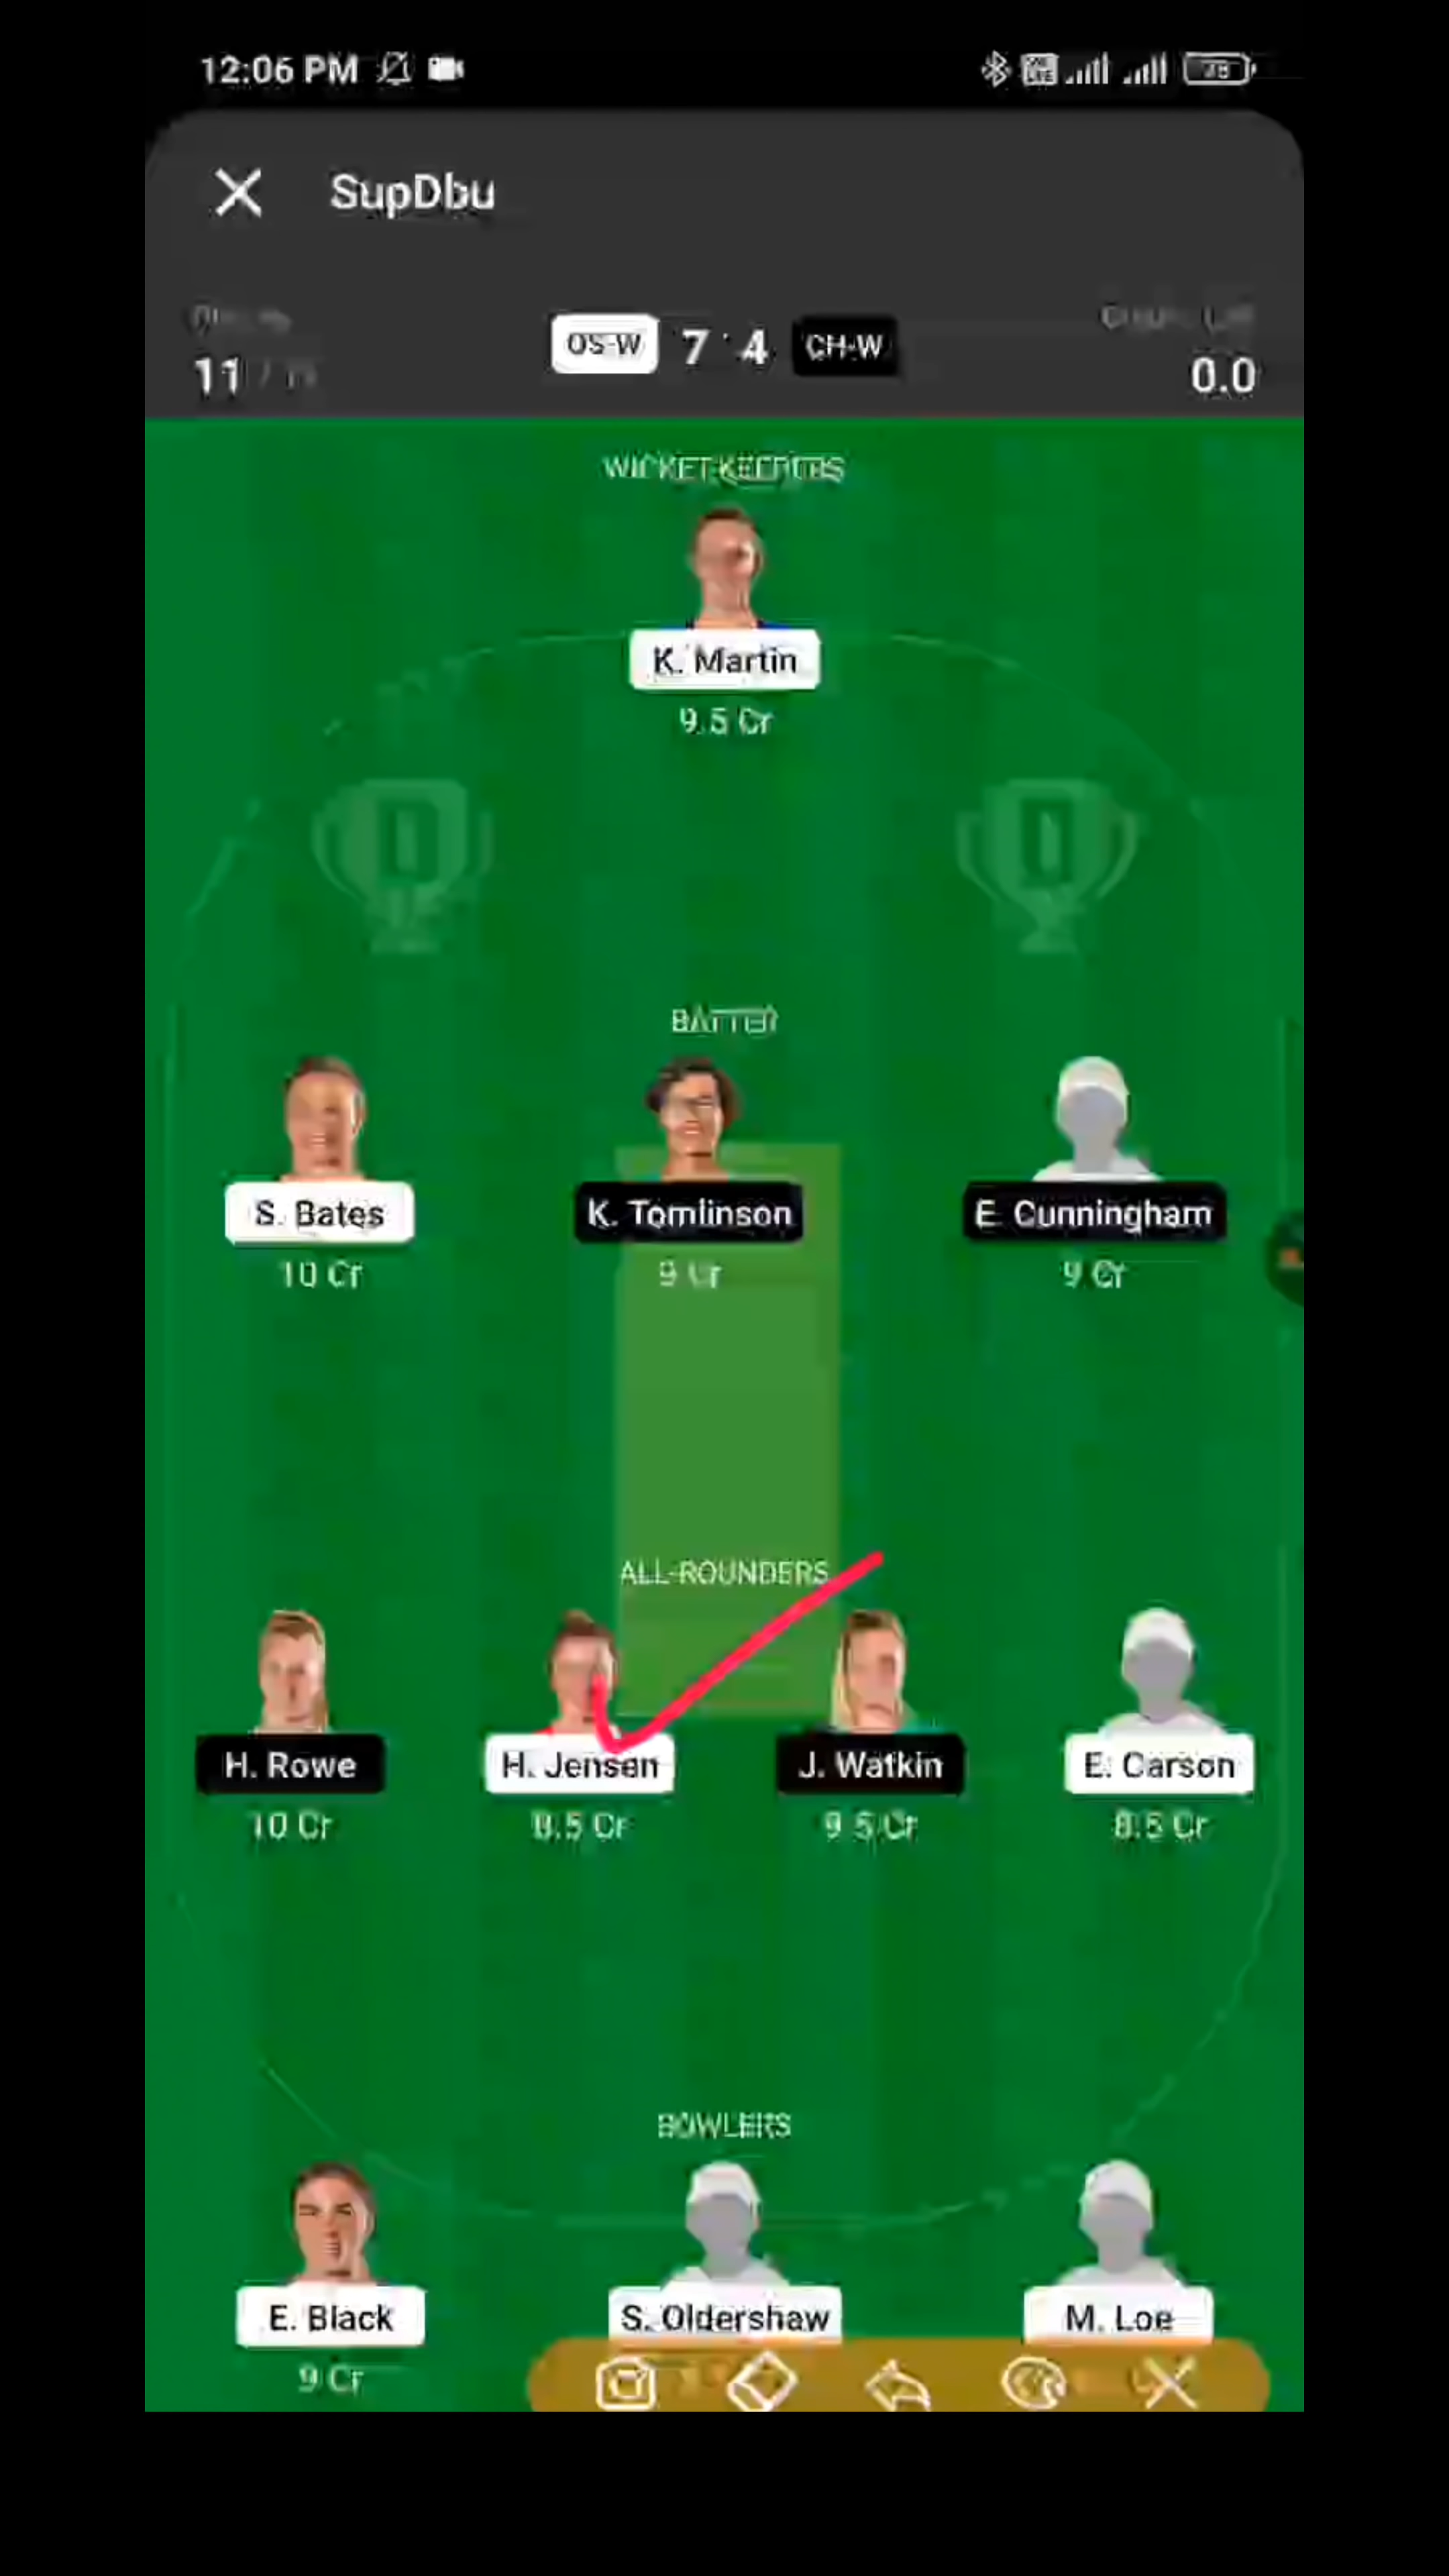 12:06 PM
SupDbu
11
OS-W 7 4 CH-W
0.0
WICKET-KEEPERS
K. Martin
9.5 Cr
BATTER
S. Bates K. Tomlinson E. Cunningham
10 Cr 9 Cr 9 Cr
ALL-ROUNDERS
H. Rowe H. Jensen J. Watkin E. Carson
10 Cr 8.5 Cr 9.5 Cr 8.5 Cr
BOWLERS
E. Black S. Oldershaw M. Loe
9 Cr